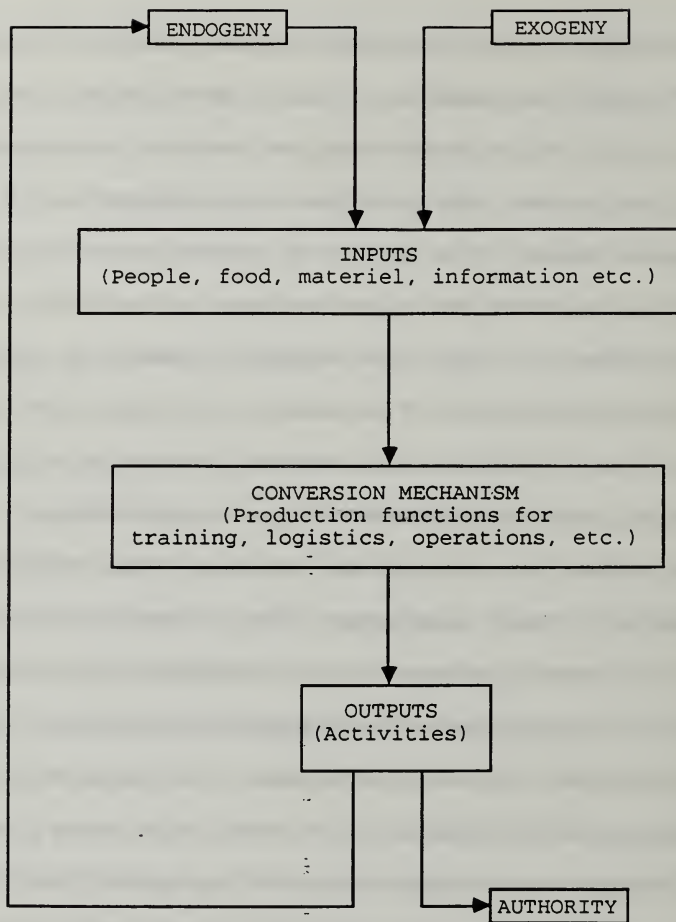 ENDOGENY
EXOGENY
INPUTS
(People, food, materiel, information etc.)
CONVERSION MECHANISM
(Production functions for
training, logistics, operations, etc.)
OUTPUTS
(Activities)
AUTHORITY